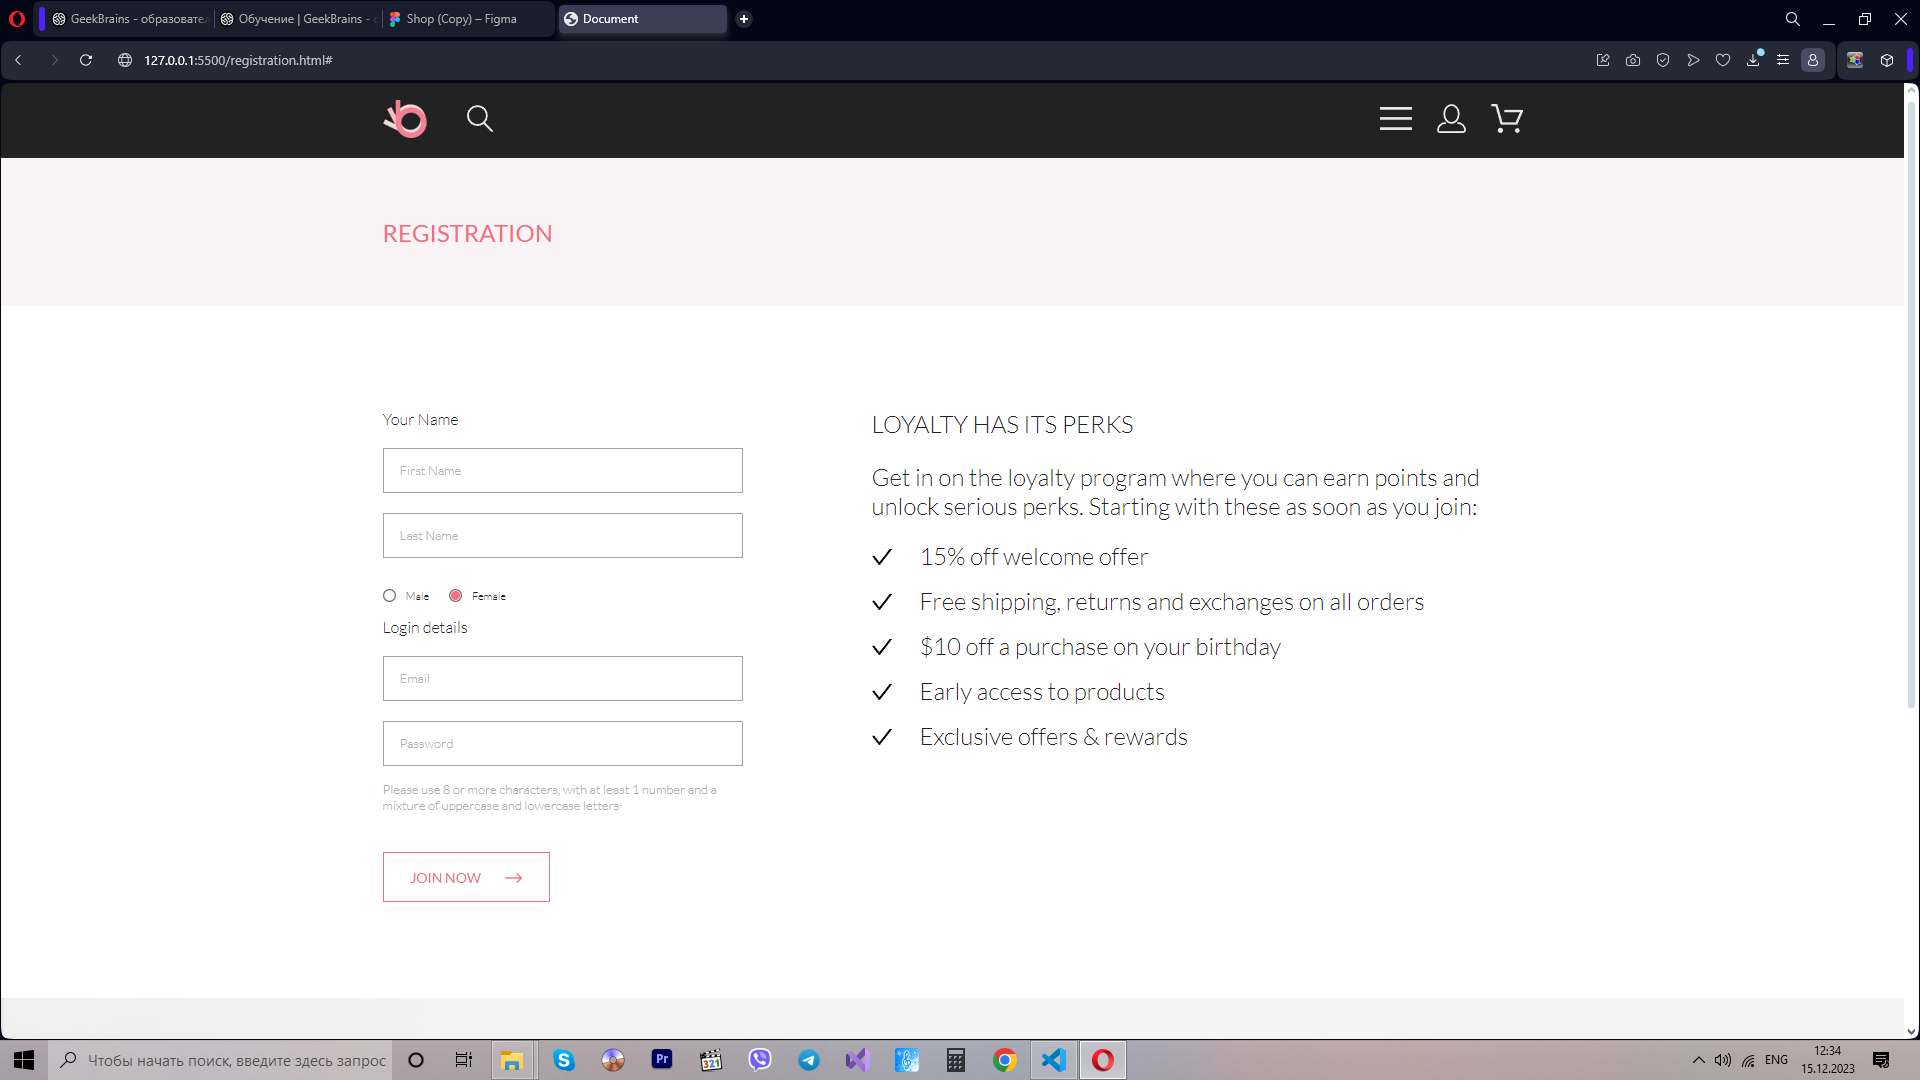 GeekBrains - образовател
Обучение | GeekBrains - о
Shop (Copy) – Figma
Document
127.0.0.1:5500/registration.html#
REGISTRATION
Your Name
First Name
Last Name
Male
Female
Login details
Email
Password
Please use 8 or more characters, with at least 1 number and a
mixture of uppercase and lowercase letters
JOIN NOW
LOYALTY HAS ITS PERKS
Get in on the loyalty program where you can earn points and
unlock serious perks. Starting with these as soon as you join:
15% off welcome offer
Free shipping, returns and exchanges on all orders
$10 off a purchase on your birthday
Early access to products
Exclusive offers & rewards
Чтобы начать поиск, введите здесь запрос
Pr
321
ENG
12:34
15.12.2023